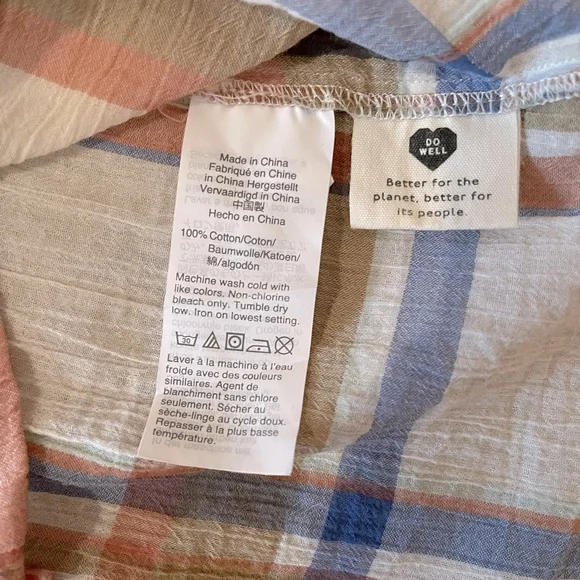 Made in China
Fabriqué en Chine
in China Hergestellt
Vervaardigd in China
中国製
Hecho en China
100% Cotton/Coton/
Baumwolle/Katoen/
綿/algodón
Machine wash cold with
like colors. Non-chlorine
bleach only. Tumble dry
low. Iron on lowest setting.
30
Laver à la machine à l'eau
froide avec des couleurs
similaires. Agent de
blanchiment sans chlore
seulement. Sécher au
sèche-linge au cycle doux.
Repasser à la plus basse
température.
DO
WELL
Better for the
planet, better for
its people.